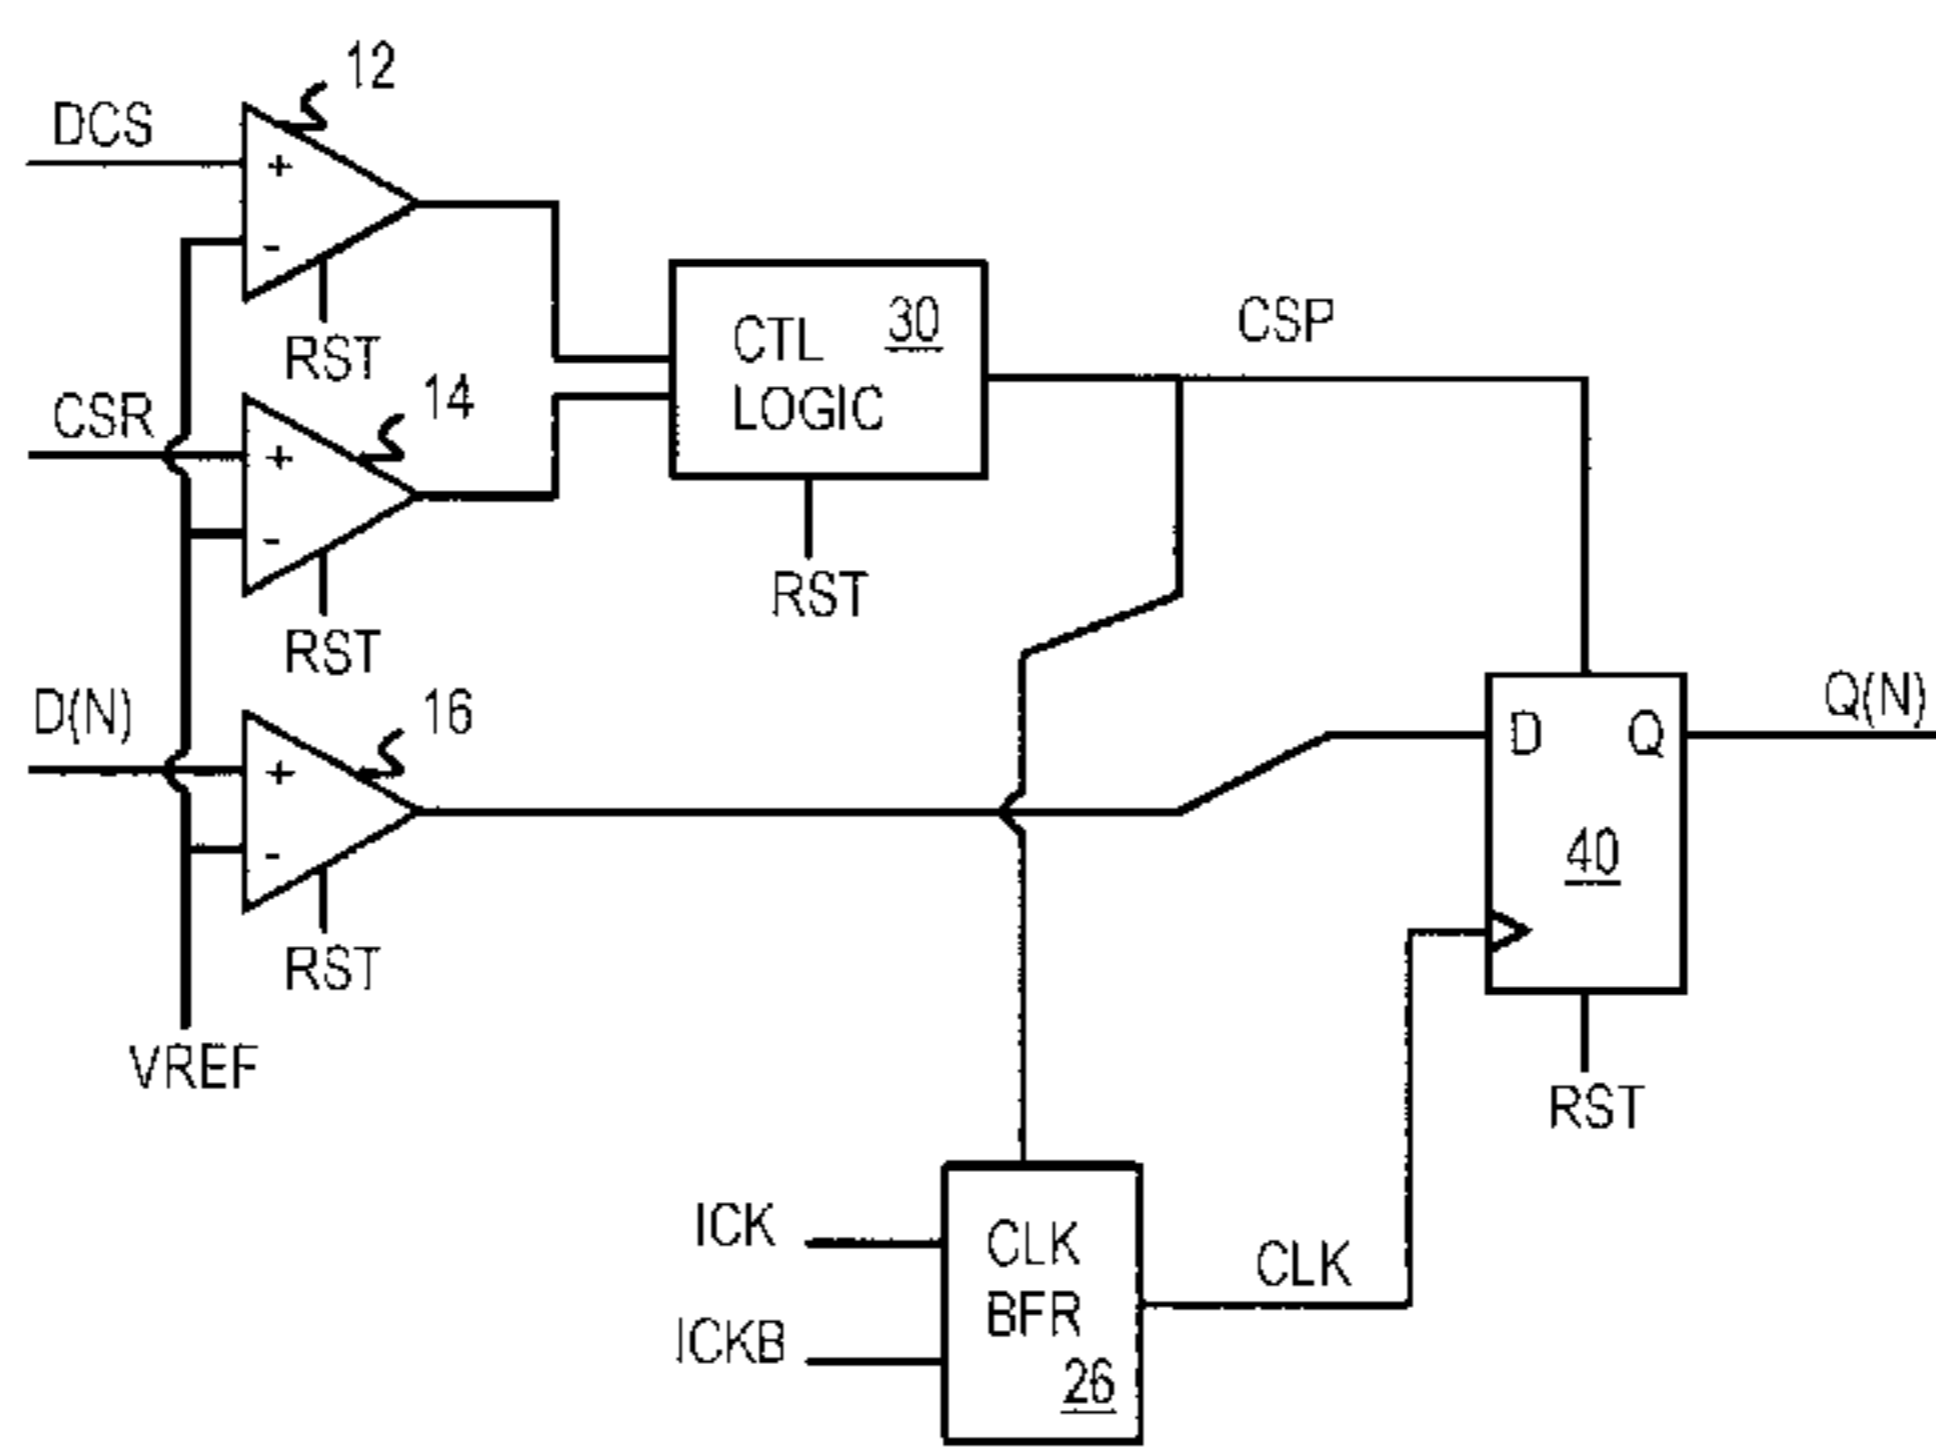 12
DCS
+
-
RST
CTL 30
LOGIC
CSP
CSR
14
+
-
RST
RST
D(N)
16
+
-
RST
D Q
Q(N)
40
VREF
RST
ICK
CLK
BFR
CLK
ICKB
26